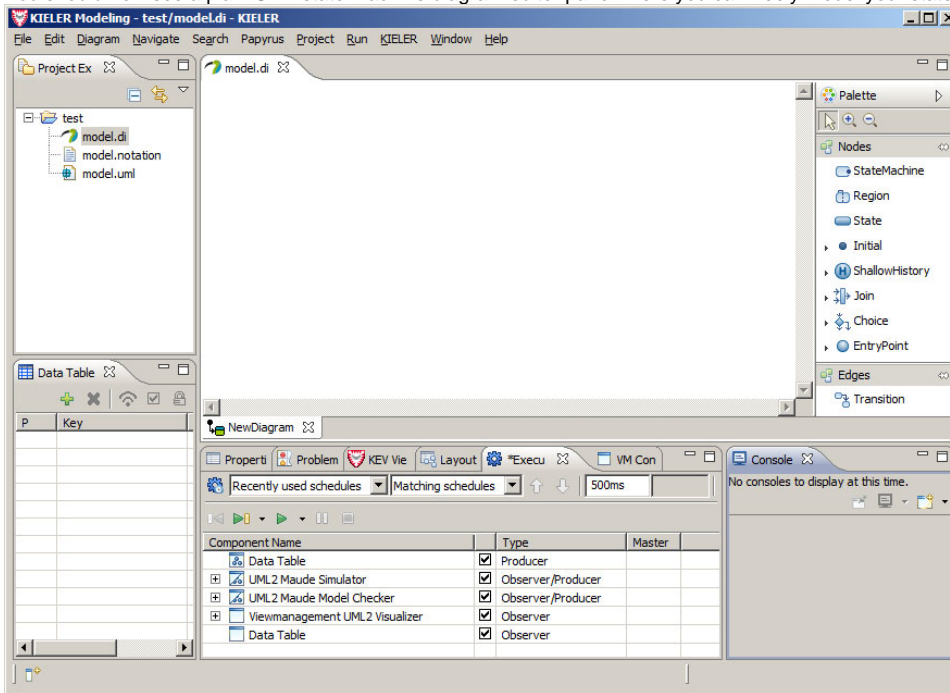 KIELER Modeling - test/model.di - KIELER
File Edit Diagram Navigate Search Papyrus Project Run KIELER Window Help
Project Ex
model.di
test
model.di
model.notation
model.uml
Palette
Nodes
StateMachine
Region
State
Initial
ShallowHistory
Join
Choice
EntryPoint
Edges
Transition
Data Table
P Key
NewDiagram
Properti Problem KEV Vie Layout *Execu VM Con
Recently used schedules Matching schedules 500ms
Component Name Type Master
Data Table Producer
UML2 Maude Simulator Observer/Producer
UML2 Maude Model Checker Observer/Producer
Viewmanagement UML2 Visualizer Observer
Data Table Observer
Console
No consoles to display at this time.